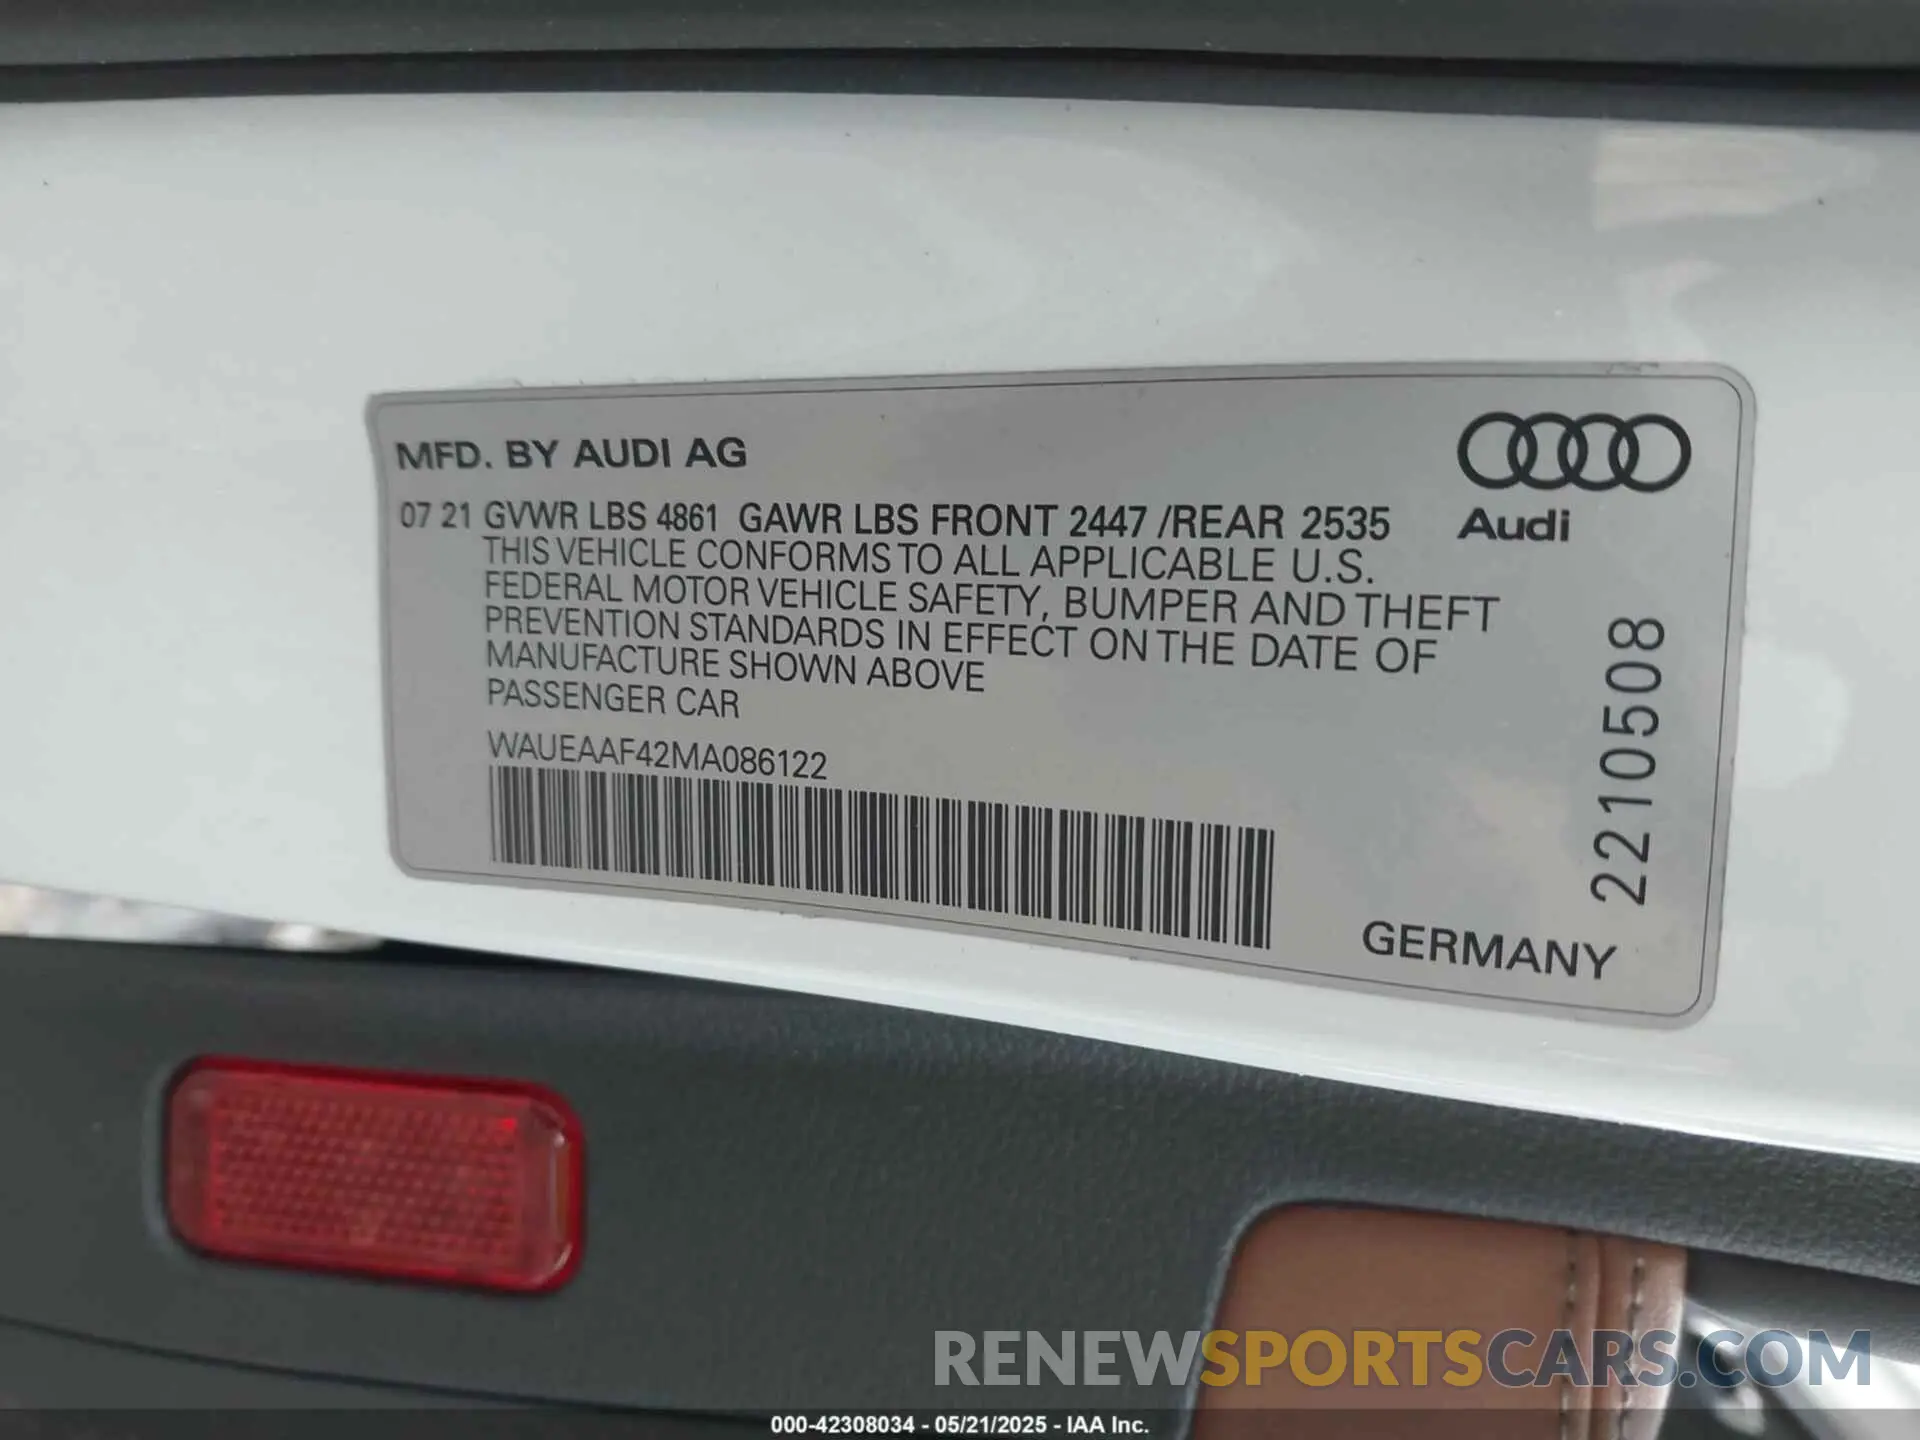 MFD. BY AUDI AG
Audi
07 21 GVWR LBS 4861 GAWR LBS FRONT 2447 /REAR 2535
THIS VEHICLE CONFORMS TO ALL APPLICABLE U.S.
FEDERAL MOTOR VEHICLE SAFETY, BUMPER AND THEFT
PREVENTION STANDARDS IN EFFECT ON THE DATE OF
MANUFACTURE SHOWN ABOVE
PASSENGER CAR
WAUEAAF42MA086122
2210508
GERMANY
RENEWSPORTSCARS.COM
000-42308034 - 05/21/2025 - IAA Inc.